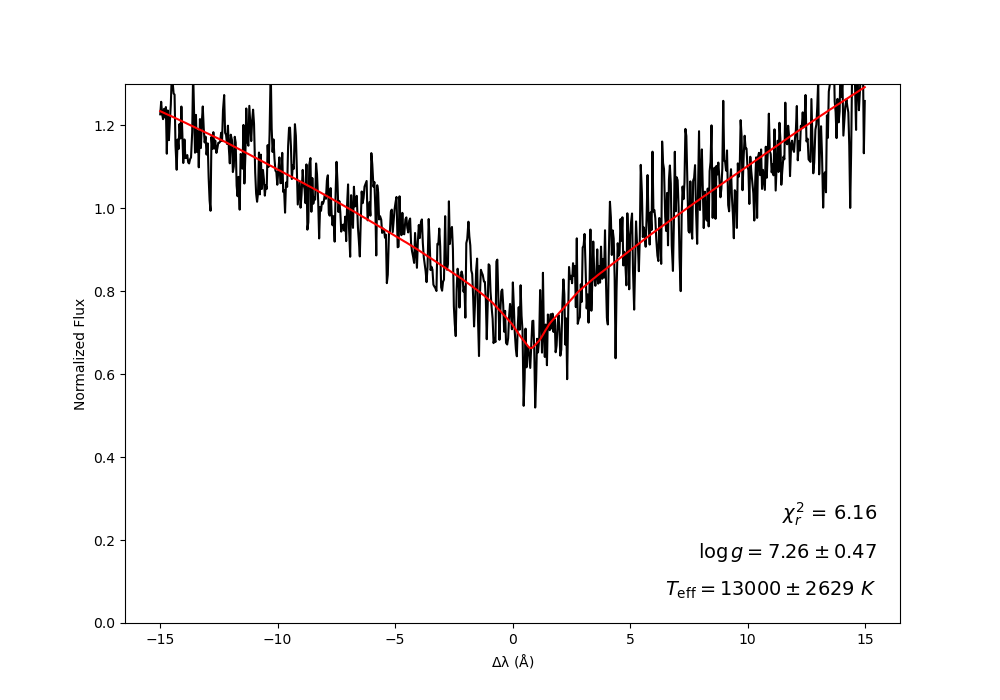 1.2
1.0
0.8
0.6
0.4
0.2
0.0
Normalized Flux
χ²ᵣ = 6.16
log g = 7.26 ± 0.47
T_eff = 13000 ± 2629 K
−15 −10 −5 0 5 10 15
Δλ (Å)